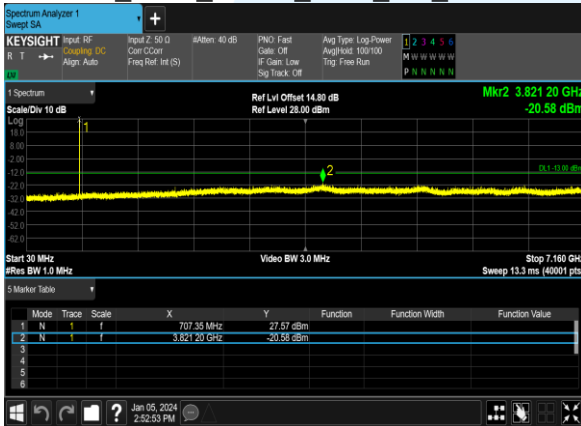 Spectrum Analyzer 1
Swept SA
+
KEYSIGHT
R T
LW
Input: RF
Coupling: DC
Align: Auto
Input Z: 50 Ω
Corr CCorr
Freq Ref: Int (S)
#Atten: 40 dB
PNO: Fast
Gate: Off
IF Gain: Low
Sig Track: Off
Avg Type: Log-Power
Avg|Hold: 100/100
Trig: Free Run
1 2 3 4 5 6
M W W W W W
P N N N N N
1 Spectrum
Scale/Div 10 dB
Ref Lvl Offset 14.80 dB
Ref Level 28.00 dBm
Mkr2 3.821 20 GHz
-20.58 dBm
Log
18.0
8.00
-2.00
-12.0
-22.0
-32.0
-42.0
-52.0
-62.0
1
2
DL1 -13.00 dBm
Start 30 MHz
#Res BW 1.0 MHz
Video BW 3.0 MHz
Stop 7.160 GHz
Sweep 13.3 ms (40001 pts
5 Marker Table
Mode Trace Scale X Y Function Function Width Function Value
1 N 1 f 707.35 MHz 27.57 dBm
2 N 1 f 3.821 20 GHz -20.58 dBm
3
4
5
6
?
Jan 05, 2024
2:52:53 PM